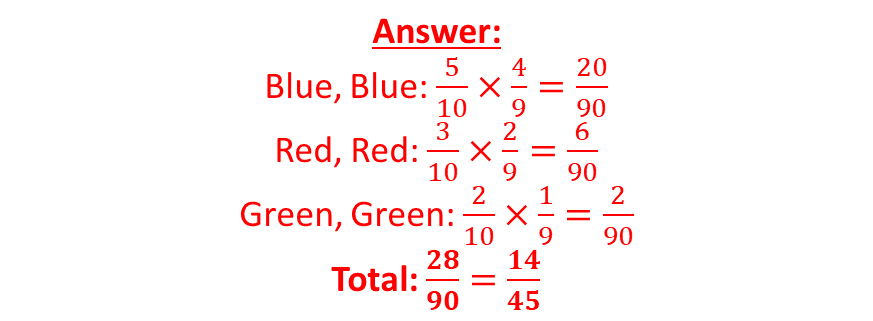 Answer:
Blue, Blue: 5/10 × 4/9 = 20/90
Red, Red: 3/10 × 2/9 = 6/90
Green, Green: 2/10 × 1/9 = 2/90
Total: 28/90 = 14/45